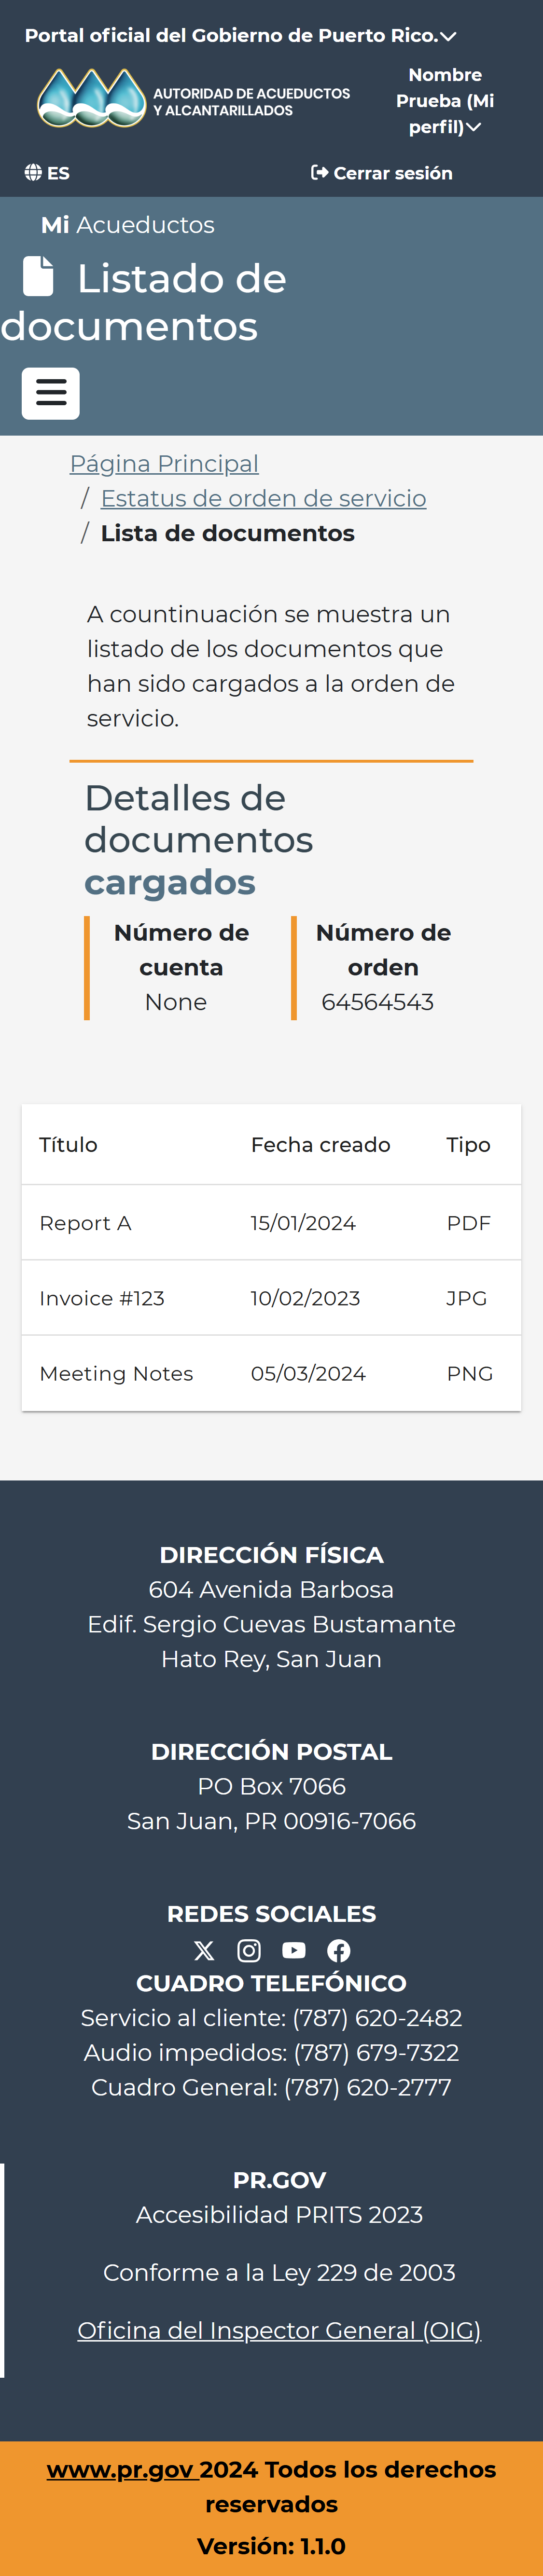 Portal oficial del Gobierno de Puerto Rico.
AUTORIDAD DE ACUEDUCTOS
Y ALCANTARILLADOS
Nombre
Prueba (Mi
perfil)
ES
Cerrar sesión
Mi Acueductos
Listado de
documentos
Página Principal
/ Estatus de orden de servicio
/ Lista de documentos
A countinuación se muestra un
listado de los documentos que
han sido cargados a la orden de
servicio.
Detalles de
documentos
cargados
Número de
cuenta
None
Número de
orden
64564543
Título Fecha creado Tipo
Report A 15/01/2024 PDF
Invoice #123 10/02/2023 JPG
Meeting Notes 05/03/2024 PNG
DIRECCIÓN FÍSICA
604 Avenida Barbosa
Edif. Sergio Cuevas Bustamante
Hato Rey, San Juan
DIRECCIÓN POSTAL
PO Box 7066
San Juan, PR 00916-7066
REDES SOCIALES
CUADRO TELEFÓNICO
Servicio al cliente: (787) 620-2482
Audio impedidos: (787) 679-7322
Cuadro General: (787) 620-2777
PR.GOV
Accesibilidad PRITS 2023
Conforme a la Ley 229 de 2003
Oficina del Inspector General (OIG)
www.pr.gov 2024 Todos los derechos
reservados
Versión: 1.1.0